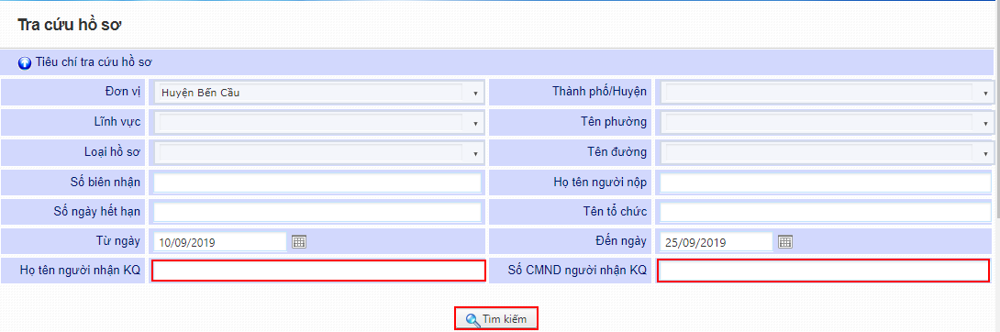 Tra cứu hồ sơ
Tiêu chí tra cứu hồ sơ
Đơn vị Huyện Bến Cầu Thành phố/Huyện
Lĩnh vực Tên phường
Loại hồ sơ Tên đường
Số biên nhận Họ tên người nộp
Số ngày hết hạn Tên tổ chức
Từ ngày 10/09/2019 Đến ngày 25/09/2019
Họ tên người nhận KQ Số CMND người nhận KQ
Tìm kiếm